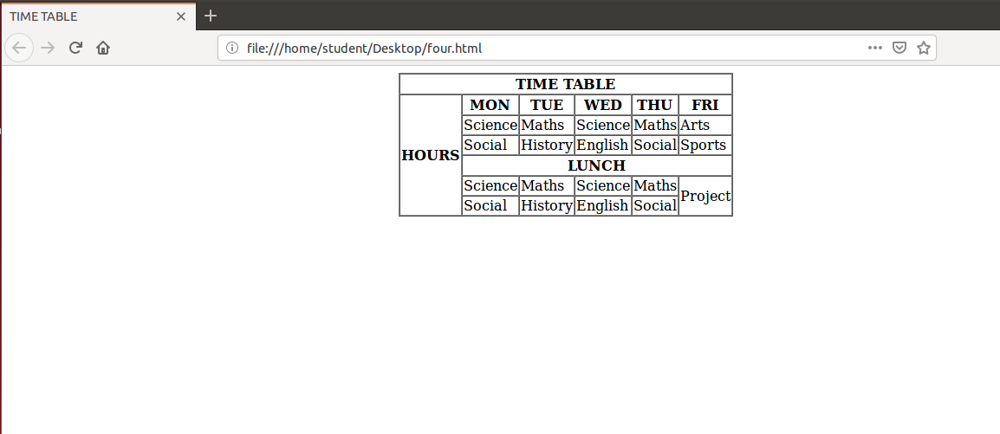 TIME TABLE
file:///home/student/Desktop/four.html
TIME TABLE
MON TUE WED THU FRI
Science Maths Science Maths Arts
Social History English Social Sports
HOURS
LUNCH
Science Maths Science Maths
Project
Social History English Social